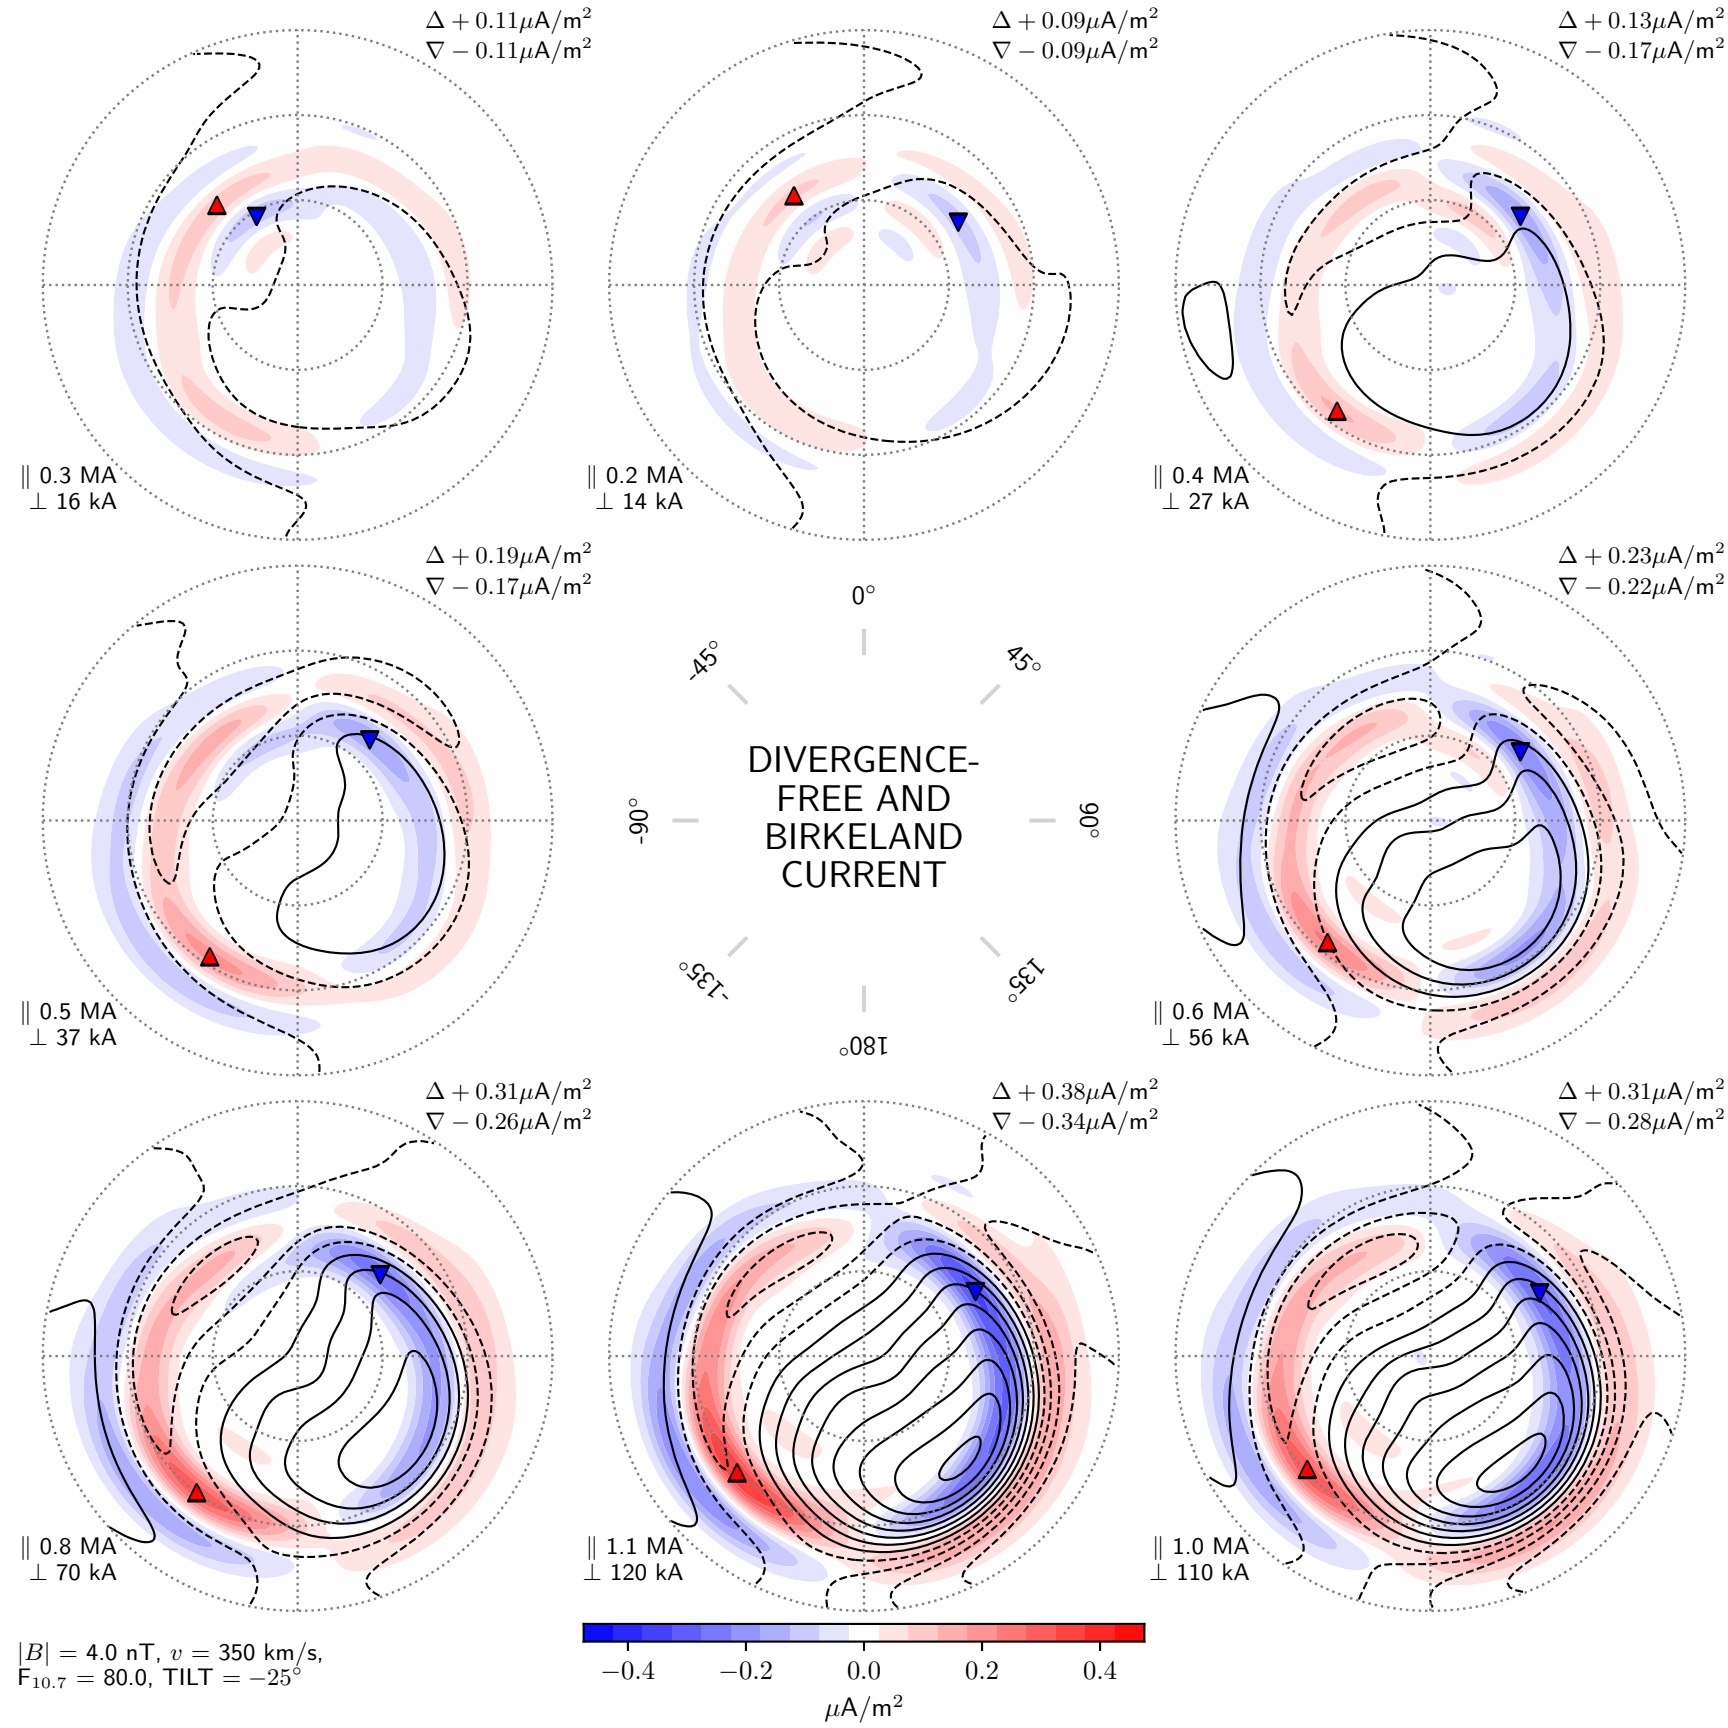 Δ + 0.11μA/m²
∇ − 0.11μA/m²
∥ 0.3 MA
⊥ 16 kA
Δ + 0.09μA/m²
∇ − 0.09μA/m²
∥ 0.2 MA
⊥ 14 kA
Δ + 0.13μA/m²
∇ − 0.17μA/m²
∥ 0.4 MA
⊥ 27 kA
Δ + 0.19μA/m²
∇ − 0.17μA/m²
∥ 0.5 MA
⊥ 37 kA
0°
-45°
45°
DIVERGENCE-
FREE AND
BIRKELAND
CURRENT
-90°
90°
-135°
135°
180°
Δ + 0.23μA/m²
∇ − 0.22μA/m²
∥ 0.6 MA
⊥ 56 kA
Δ + 0.31μA/m²
∇ − 0.26μA/m²
∥ 0.8 MA
⊥ 70 kA
Δ + 0.38μA/m²
∇ − 0.34μA/m²
∥ 1.1 MA
⊥ 120 kA
Δ + 0.31μA/m²
∇ − 0.28μA/m²
∥ 1.0 MA
⊥ 110 kA
|B| = 4.0 nT, v = 350 km/s,
F₁₀.₇ = 80.0, TILT = −25°
−0.4 −0.2 0.0 0.2 0.4
μA/m²